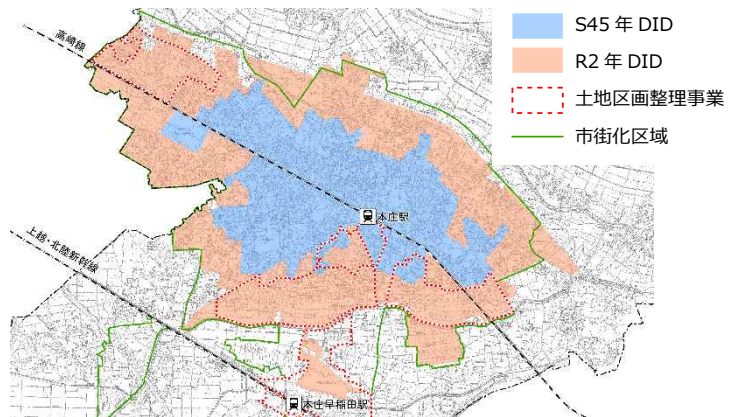 S45 年 DID
R2 年 DID
土地区画整理事業
市街化区域
高崎線
本庄駅
上越・北陸新幹線
本庄早稲田駅